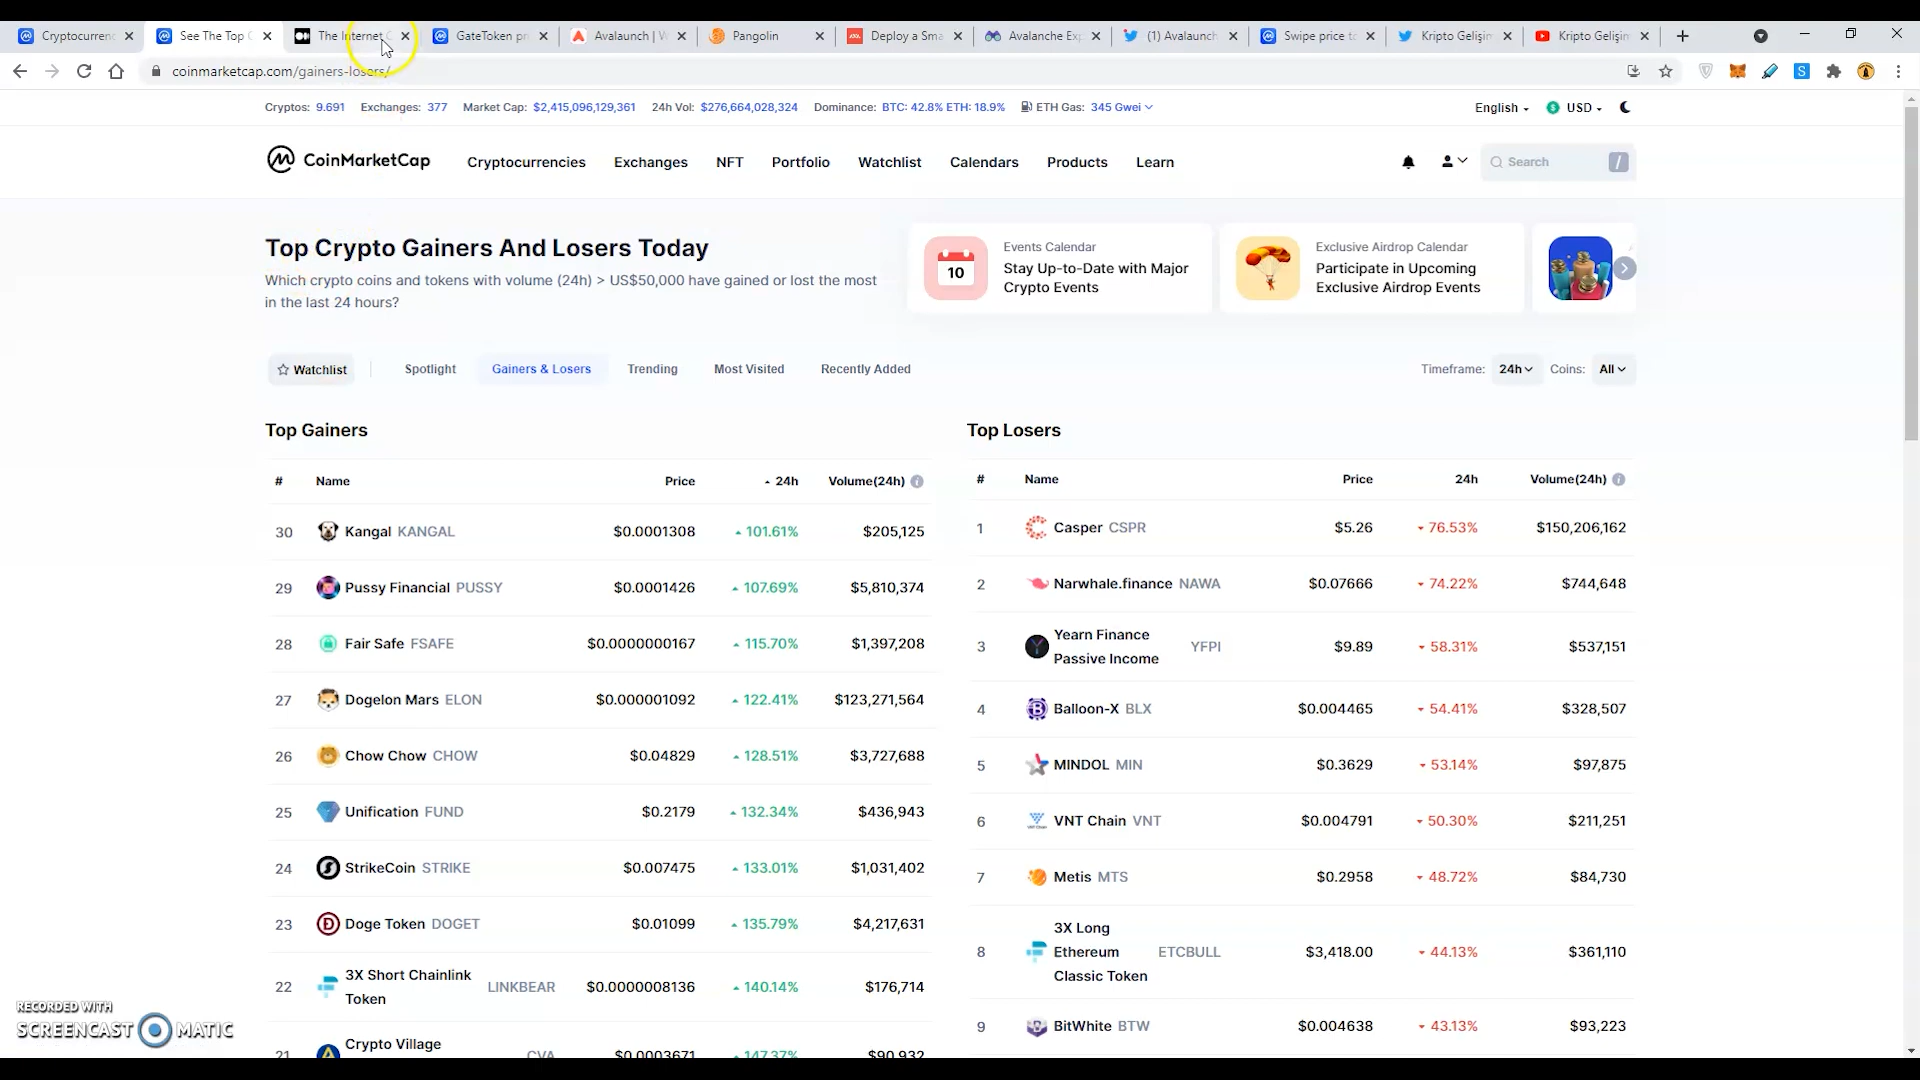 Cryptocurrenc
See The Top C
The Internet C
GateToken pri
Avalaunch | V
Pangolin
Deploy a Sma
Avalanche Exp
(1) Avalaunch
Swipe price to
Kripto Gelişim
Kripto Gelişim
coinmarketcap.com/gainers-losers/
Cryptos: 9.691 Exchanges: 377 Market Cap: $2,415,096,129,361 24h Vol: $276,664,028,324 Dominance: BTC: 42.8% ETH: 18.9% ETH Gas: 345 Gwei
English
USD
CoinMarketCap
Cryptocurrencies Exchanges NFT Portfolio Watchlist Calendars Products Learn
Search /
Top Crypto Gainers And Losers Today
Which crypto coins and tokens with volume (24h) > US$50,000 have gained or lost the most
in the last 24 hours?
10
Events Calendar
Stay Up-to-Date with Major
Crypto Events
Exclusive Airdrop Calendar
Participate in Upcoming
Exclusive Airdrop Events
Watchlist Spotlight Gainers & Losers Trending Most Visited Recently Added
Timeframe: 24h Coins: All
Top Gainers
# Name Price 24h Volume(24h)
30 Kangal KANGAL $0.0001308 101.61% $205,125
29 Pussy Financial PUSSY $0.0001426 107.69% $5,810,374
28 Fair Safe FSAFE $0.0000000167 115.70% $1,397,208
27 Dogelon Mars ELON $0.000001092 122.41% $123,271,564
26 Chow Chow CHOW $0.04829 128.51% $3,727,688
25 Unification FUND $0.2179 132.34% $436,943
24 StrikeCoin STRIKE $0.007475 133.01% $1,031,402
23 Doge Token DOGET $0.01099 135.79% $4,217,631
22 3X Short Chainlink
Token LINKBEAR $0.0000008136 140.14% $176,714
21 Crypto Village CVA $0.0003671 147.37% $90,932
Top Losers
# Name Price 24h Volume(24h)
1 Casper CSPR $5.26 76.53% $150,206,162
2 Narwhale.finance NAWA $0.07666 74.22% $744,648
3 Yearn Finance
Passive Income YFPI $9.89 58.31% $537,151
4 Balloon-X BLX $0.004465 54.41% $328,507
5 MINDOL MIN $0.3629 53.14% $97,875
6 VNT Chain VNT $0.004791 50.30% $211,251
7 Metis MTS $0.2958 48.72% $84,730
8 3X Long
Ethereum
Classic Token ETCBULL $3,418.00 44.13% $361,110
9 BitWhite BTW $0.004638 43.13% $93,223
RECORDED WITH
SCREENCAST MATIC